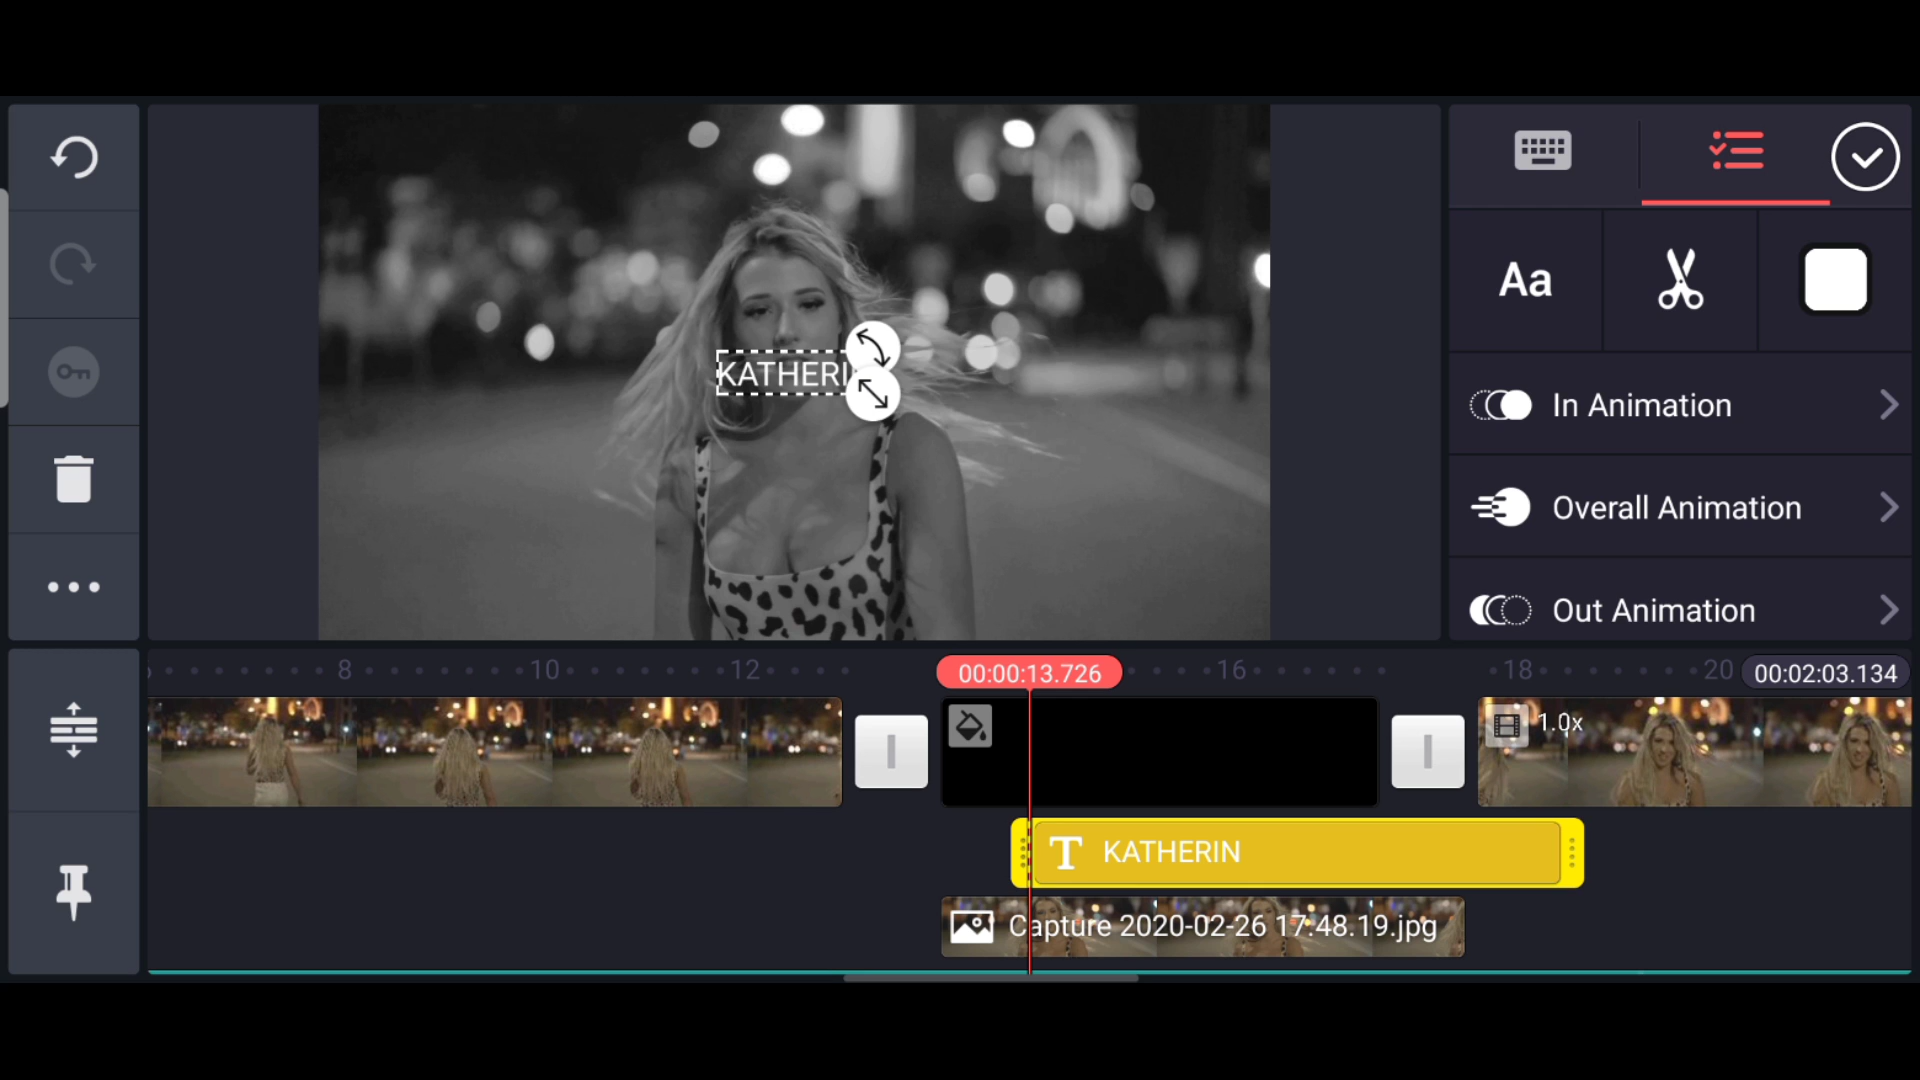 KATHERI
Aa
In Animation
Overall Animation
Out Animation
8
10
12
00:00:13.726
16
18
20
00:02:03.134
1.0x
T KATHERIN
Capture 2020-02-26 17:48.19.jpg